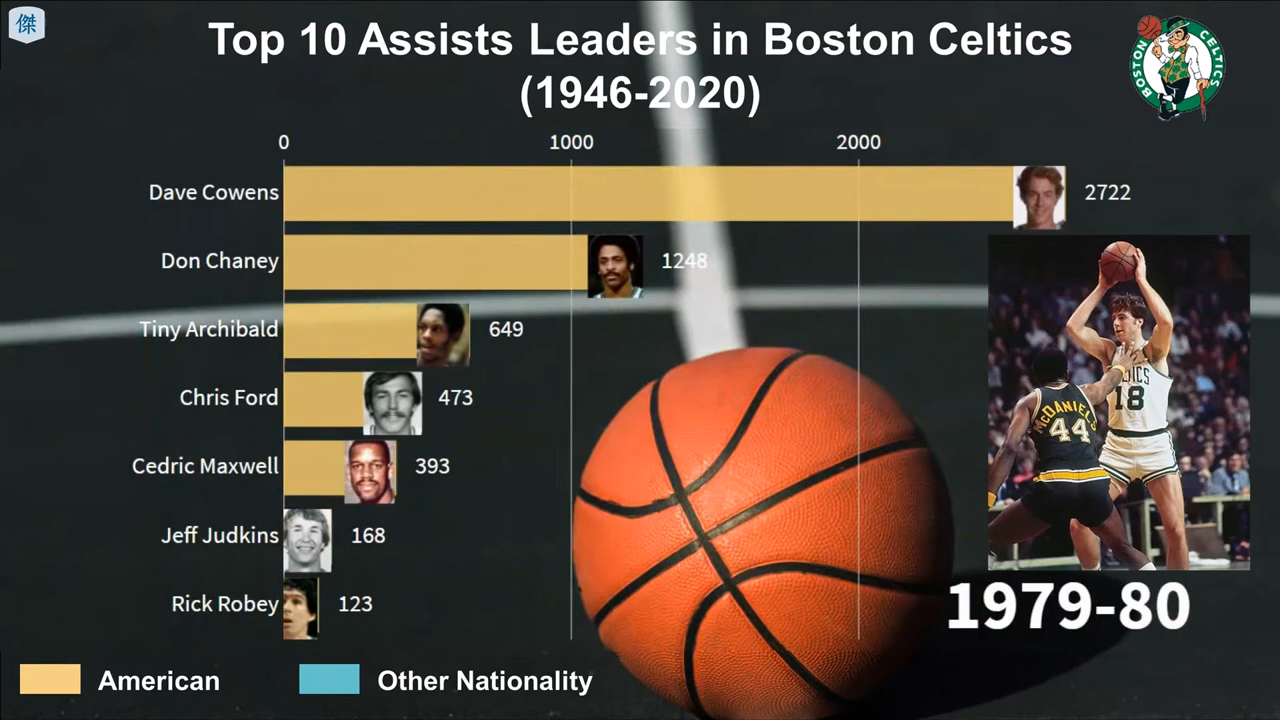 傑
Top 10 Assists Leaders in Boston Celtics
(1946-2020)
BOSTON CELTICS
0 1000 2000
Dave Cowens 2722
Don Chaney 1248
Tiny Archibald 649
Chris Ford 473
Cedric Maxwell 393
Jeff Judkins 168
Rick Robey 123
LTICS
18
McDANIELS
44
1979-80
American Other Nationality